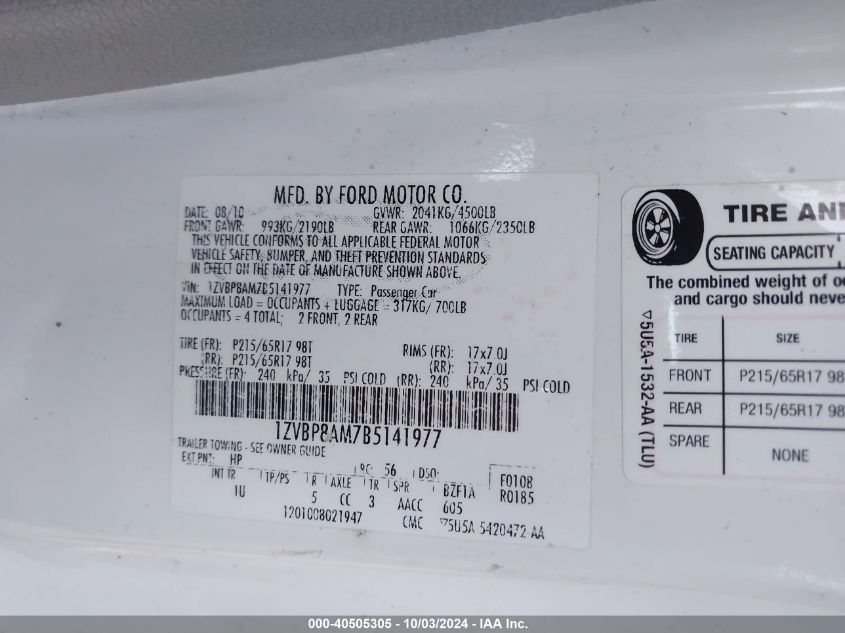 MFD. BY FORD MOTOR CO.
DATE: 08/10 GVWR: 2041KG/4500LB
FRONT GAWR: 993KG/2190LB REAR GAWR: 1066KG/2350LB
THIS VEHICLE CONFORMS TO ALL APPLICABLE FEDERAL MOTOR
VEHICLE SAFETY, BUMPER, AND THEFT PREVENTION STANDARDS
IN EFFECT ON THE DATE OF MANUFACTURE SHOWN ABOVE.
VIN: 1ZVBP8AM7B5141977 TYPE: Passenger Car
MAXIMUM LOAD = OCCUPANTS + LUGGAGE = 317KG/ 700LB
OCCUPANTS = 4 TOTAL; 2 FRONT, 2 REAR
TIRE (FR): P215/65R17 98T RIMS (FR): 17x7.0J
(RR): P215/65R17 98T (RR): 17x7.0J
PRESSURE (FR): 240 kPa/ 35 PSI COLD (RR): 240 kPa/ 35 PSI COLD
1ZVBP8AM7B5141977
TRAILER TOWING - SEE OWNER GUIDE
EXT PNT: HP RC: 56 DSO: F0108
INT TR TP/PS R AXLE TR SPR BZF1A R0185
1U 5 CC 3 AACC 605
1201008021947 CMC ▽5U5A 5420472 AA
TIRE AN
SEATING CAPACITY
The combined weight of oc
and cargo should neve
TIRE SIZE
FRONT P215/65R17 98
REAR P215/65R17 98
SPARE NONE
▽5U5A-1532-AA (TLU)
000-40505305 - 10/03/2024 - IAA Inc.